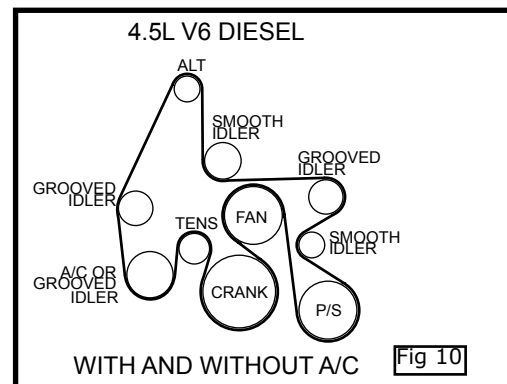 4.5L V6 DIESEL
ALT
SMOOTH
IDLER
GROOVED
IDLER
GROOVED
IDLER
TENS
FAN
SMOOTH
IDLER
A/C OR
GROOVED
IDLER
CRANK
P/S
WITH AND WITHOUT A/C
Fig 10